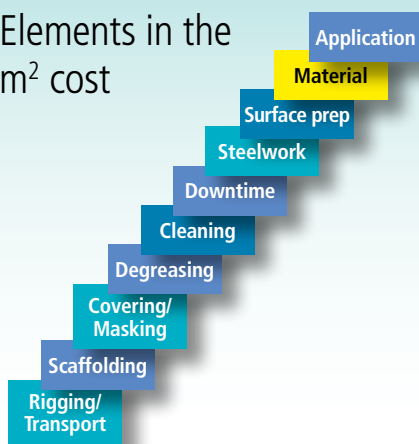 Elements in the
m² cost
Application
Material
Surface prep
Steelwork
Downtime
Cleaning
Degreasing
Covering/
Masking
Scaffolding
Rigging/
Transport